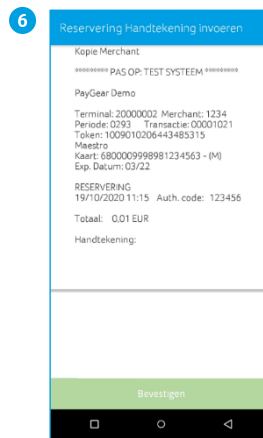 6
Reservering Handtekening invoeren
Kopie Merchant
********* PAS OP: TEST SYSTEEM *********
PayGear Demo
Terminal: 20000002 Merchant: 1234
Periode: 0293 Transactie: 00001021
Token: 1009010206443485315
Maestro
Kaart: 6800009998981234563 - (M)
Exp. Datum: 03/22
RESERVERING
19/10/2020 11:15 Auth. code: 123456
Totaal: 0,01 EUR
Handtekening:
Bevestigen